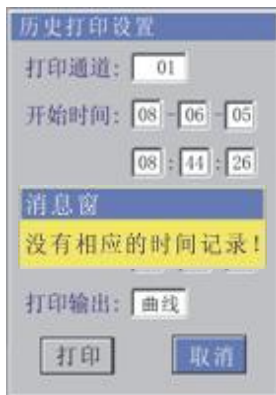 历史打印设置
打印通道: 01
开始时间: 08-06-05
08:44:26
消息窗
没有相应的时间记录!
打印输出: 曲线
打印 取消